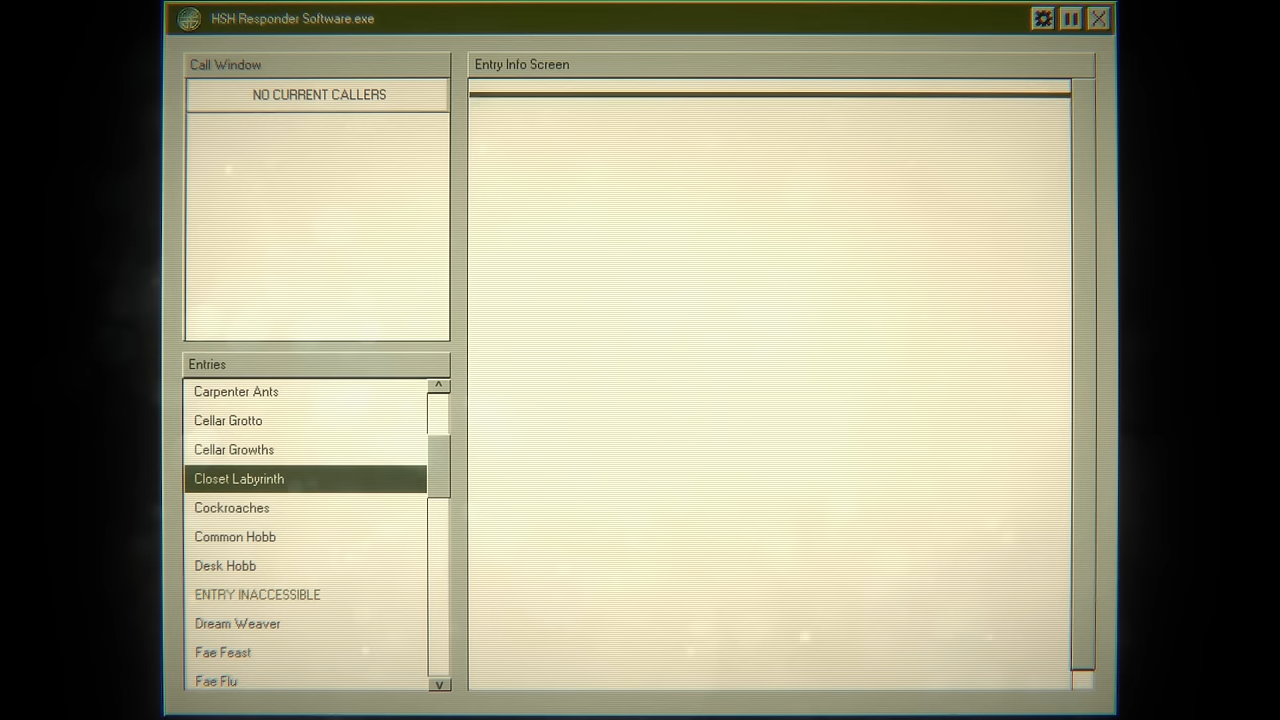 HSH Responder Software.exe
Call Window
NO CURRENT CALLERS
Entries
Carpenter Ants
Cellar Grotto
Cellar Growths
Closet Labyrinth
Cockroaches
Common Hobb
Desk Hobb
ENTRY INACCESSIBLE
Dream Weaver
Fae Feast
Fae Flu
Entry Info Screen